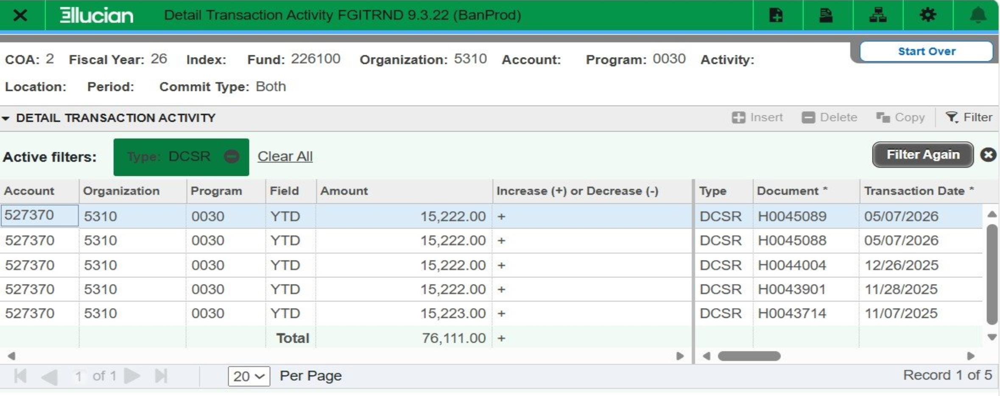 Ellucian Detail Transaction Activity FGITRND 9.3.22 (BanProd)
Start Over
COA: 2 Fiscal Year: 26 Index: Fund: 226100 Organization: 5310 Account: Program: 0030 Activity:
Location: Period: Commit Type: Both
DETAIL TRANSACTION ACTIVITY Insert Delete Copy Filter
Active filters: Type: DCSR Clear All Filter Again
Account Organization Program Field Amount Increase (+) or Decrease (-) Type Document * Transaction Date *
527370 5310 0030 YTD 15,222.00 + DCSR H0045089 05/07/2026
527370 5310 0030 YTD 15,222.00 + DCSR H0045088 05/07/2026
527370 5310 0030 YTD 15,222.00 + DCSR H0044004 12/26/2025
527370 5310 0030 YTD 15,222.00 + DCSR H0043901 11/28/2025
527370 5310 0030 YTD 15,223.00 + DCSR H0043714 11/07/2025
Total 76,111.00 +
1 of 1 20 Per Page Record 1 of 5